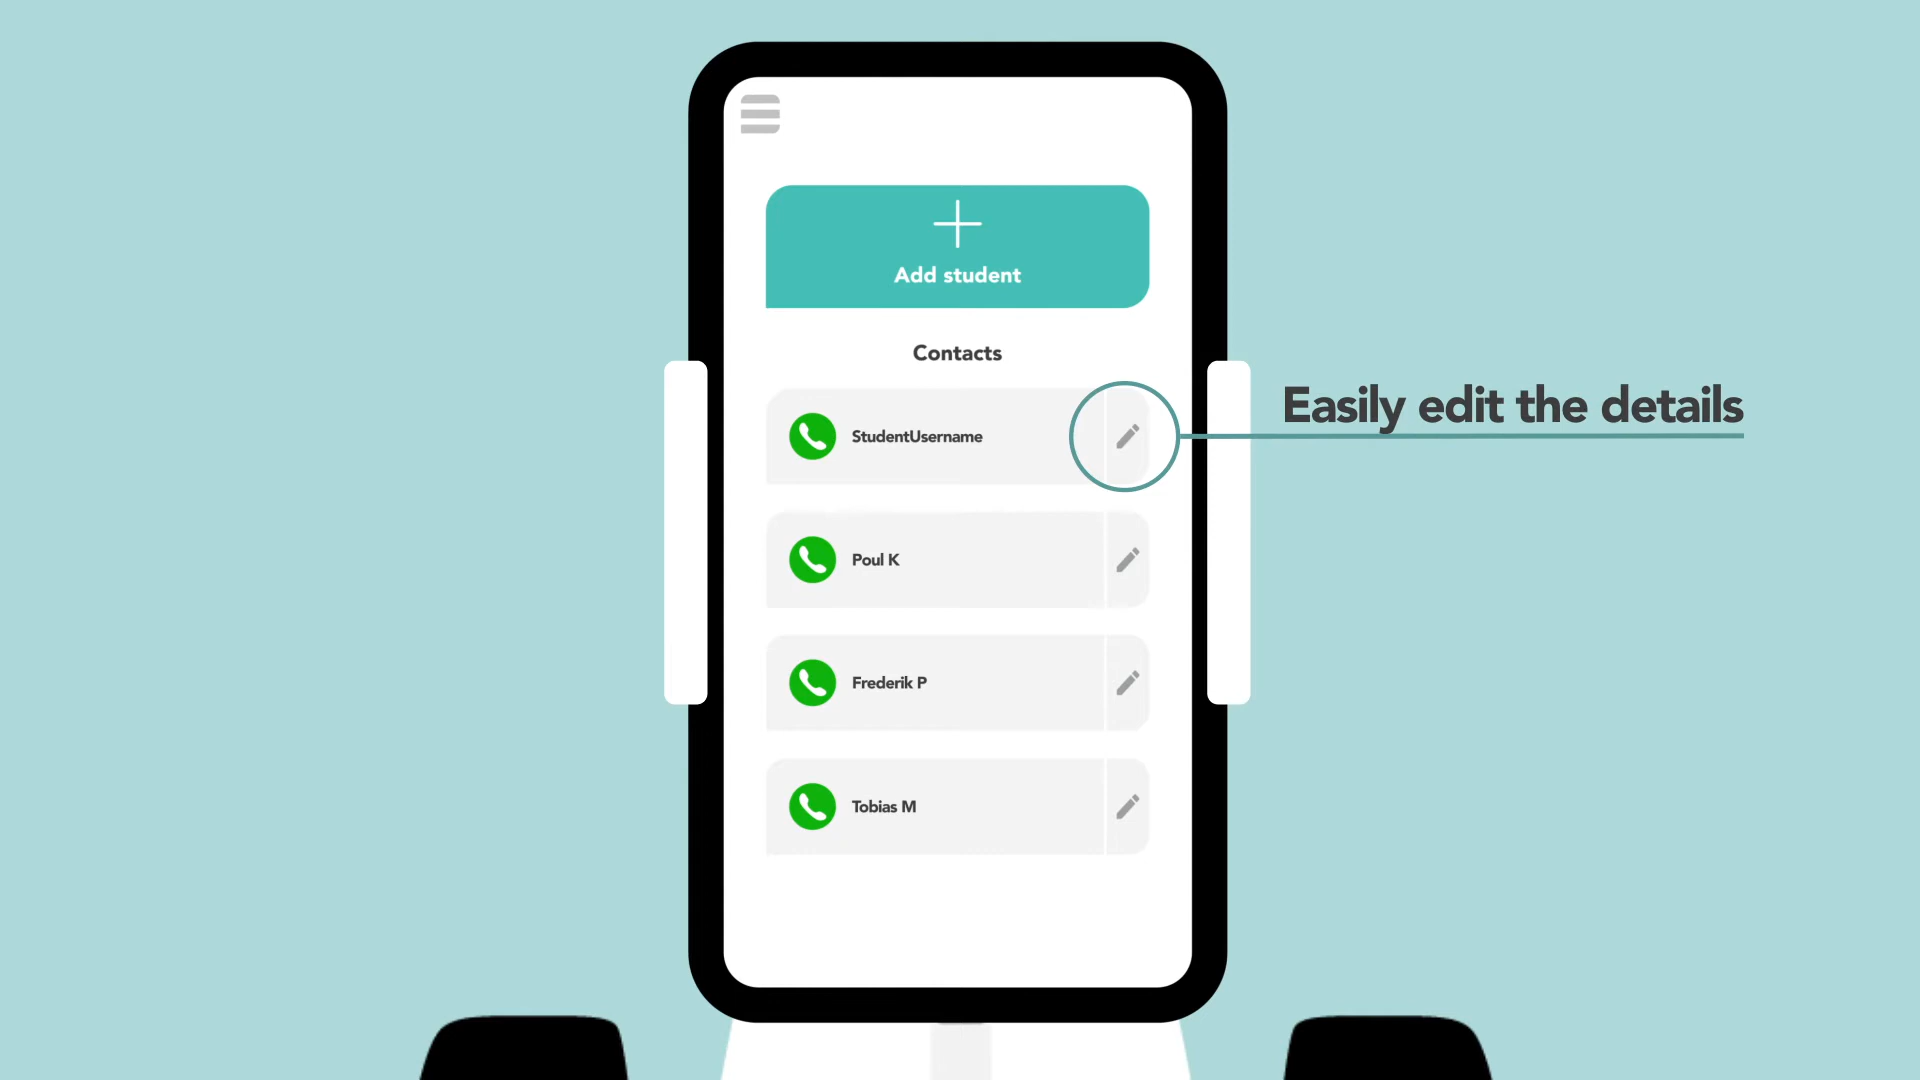 Add student
Contacts
StudentUsername
Easily edit the details
Poul K
Frederik P
Tobias M